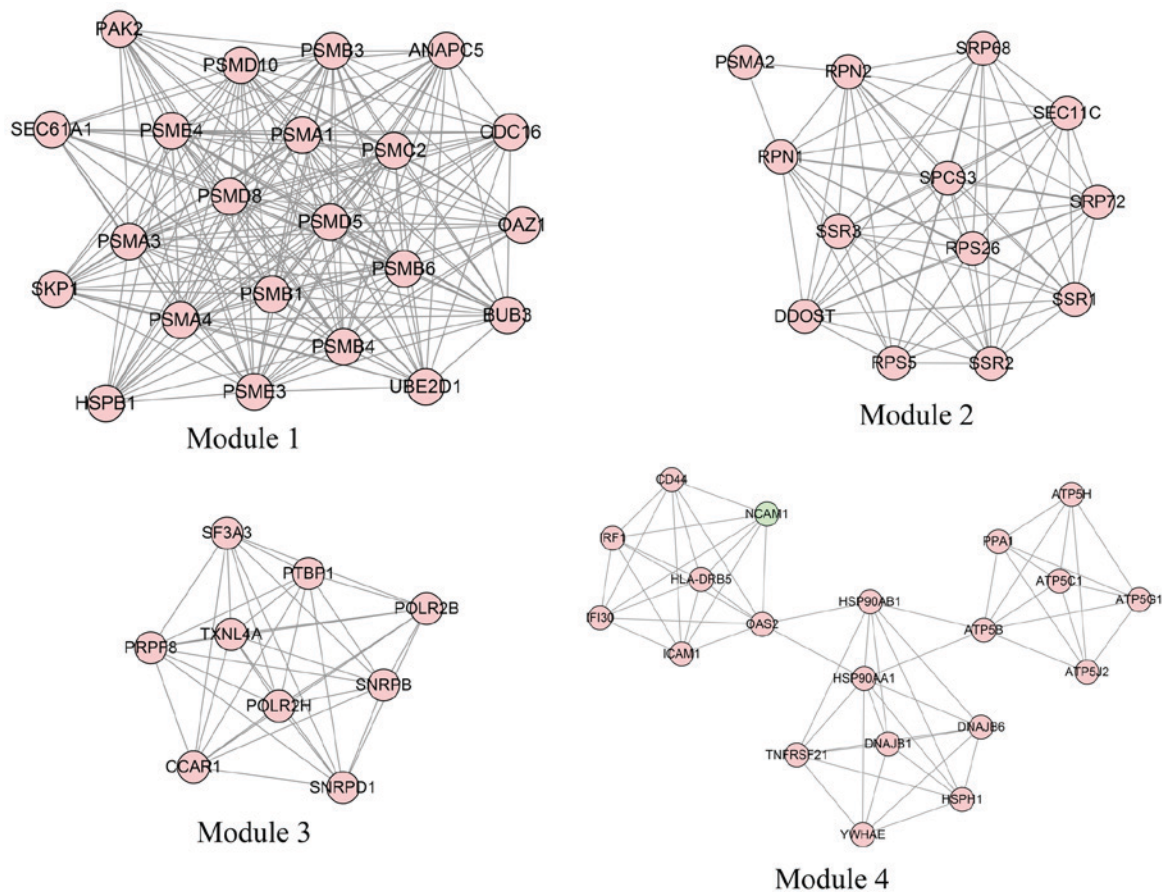 PAK2
PSMD10
PSMB3
ANAPC5
SEC61A1
PSME4
PSMA1
PSMC2
CDC16
PSMD8
PSMD5
OAZ1
PSMA3
PSMB6
SKP1
PSMB1
PSMA4
PSMB4
BUB3
HSPB1
PSME3
UBE2D1
Module 1
PSMA2
RPN2
SRP68
SEC11C
RPN1
SPCS3
SRP72
SSR3
RPS26
DDOST
SSR1
RPS5
SSR2
Module 2
SF3A3
PTBP1
POLR2B
TXNL4A
PRPF8
SNRPB
POLR2H
CCAR1
SNRPD1
Module 3
CD44
NCAM1
IRF1
HLA-DRB5
IFI30
OAS2
ICAM1
HSP90AB1
ATP5H
PPA1
ATP5C1
ATP5G1
ATP5B
ATP5J2
HSP90AA1
DNAJB6
DNAJB1
TNFRSF21
HSPH1
YWHAE
Module 4